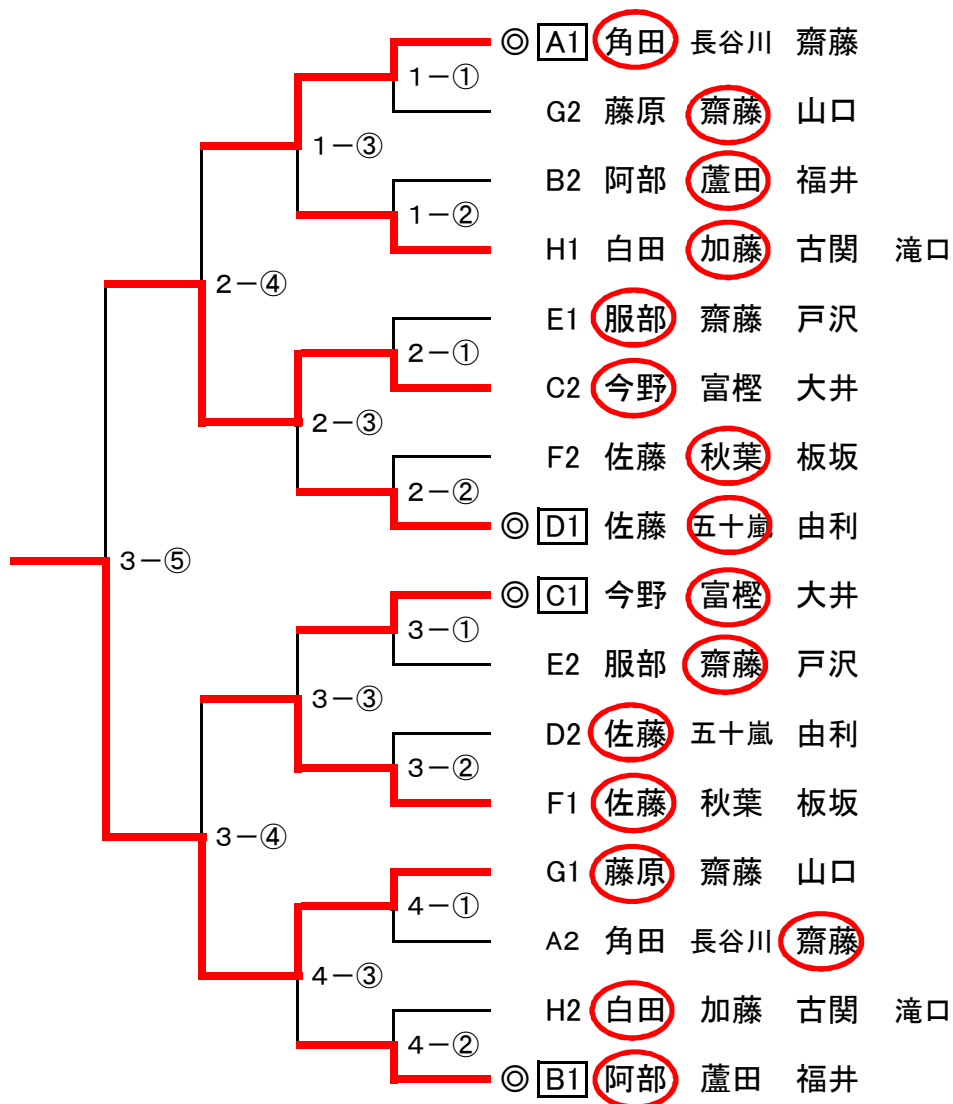 ◎ A1 角田 長谷川 齋藤
1－①
G2 藤原 齋藤 山口
1－③
B2 阿部 蘆田 福井
1－②
H1 白田 加藤 古関 滝口
2－④
E1 服部 齋藤 戸沢
2－①
C2 今野 富樫 大井
2－③
F2 佐藤 秋葉 板坂
2－②
◎ D1 佐藤 五十嵐 由利
3－⑤
◎ C1 今野 富樫 大井
3－①
E2 服部 齋藤 戸沢
3－③
D2 佐藤 五十嵐 由利
3－②
F1 佐藤 秋葉 板坂
3－④
G1 藤原 齋藤 山口
4－①
A2 角田 長谷川 齋藤
4－③
H2 白田 加藤 古関 滝口
4－②
◎ B1 阿部 蘆田 福井